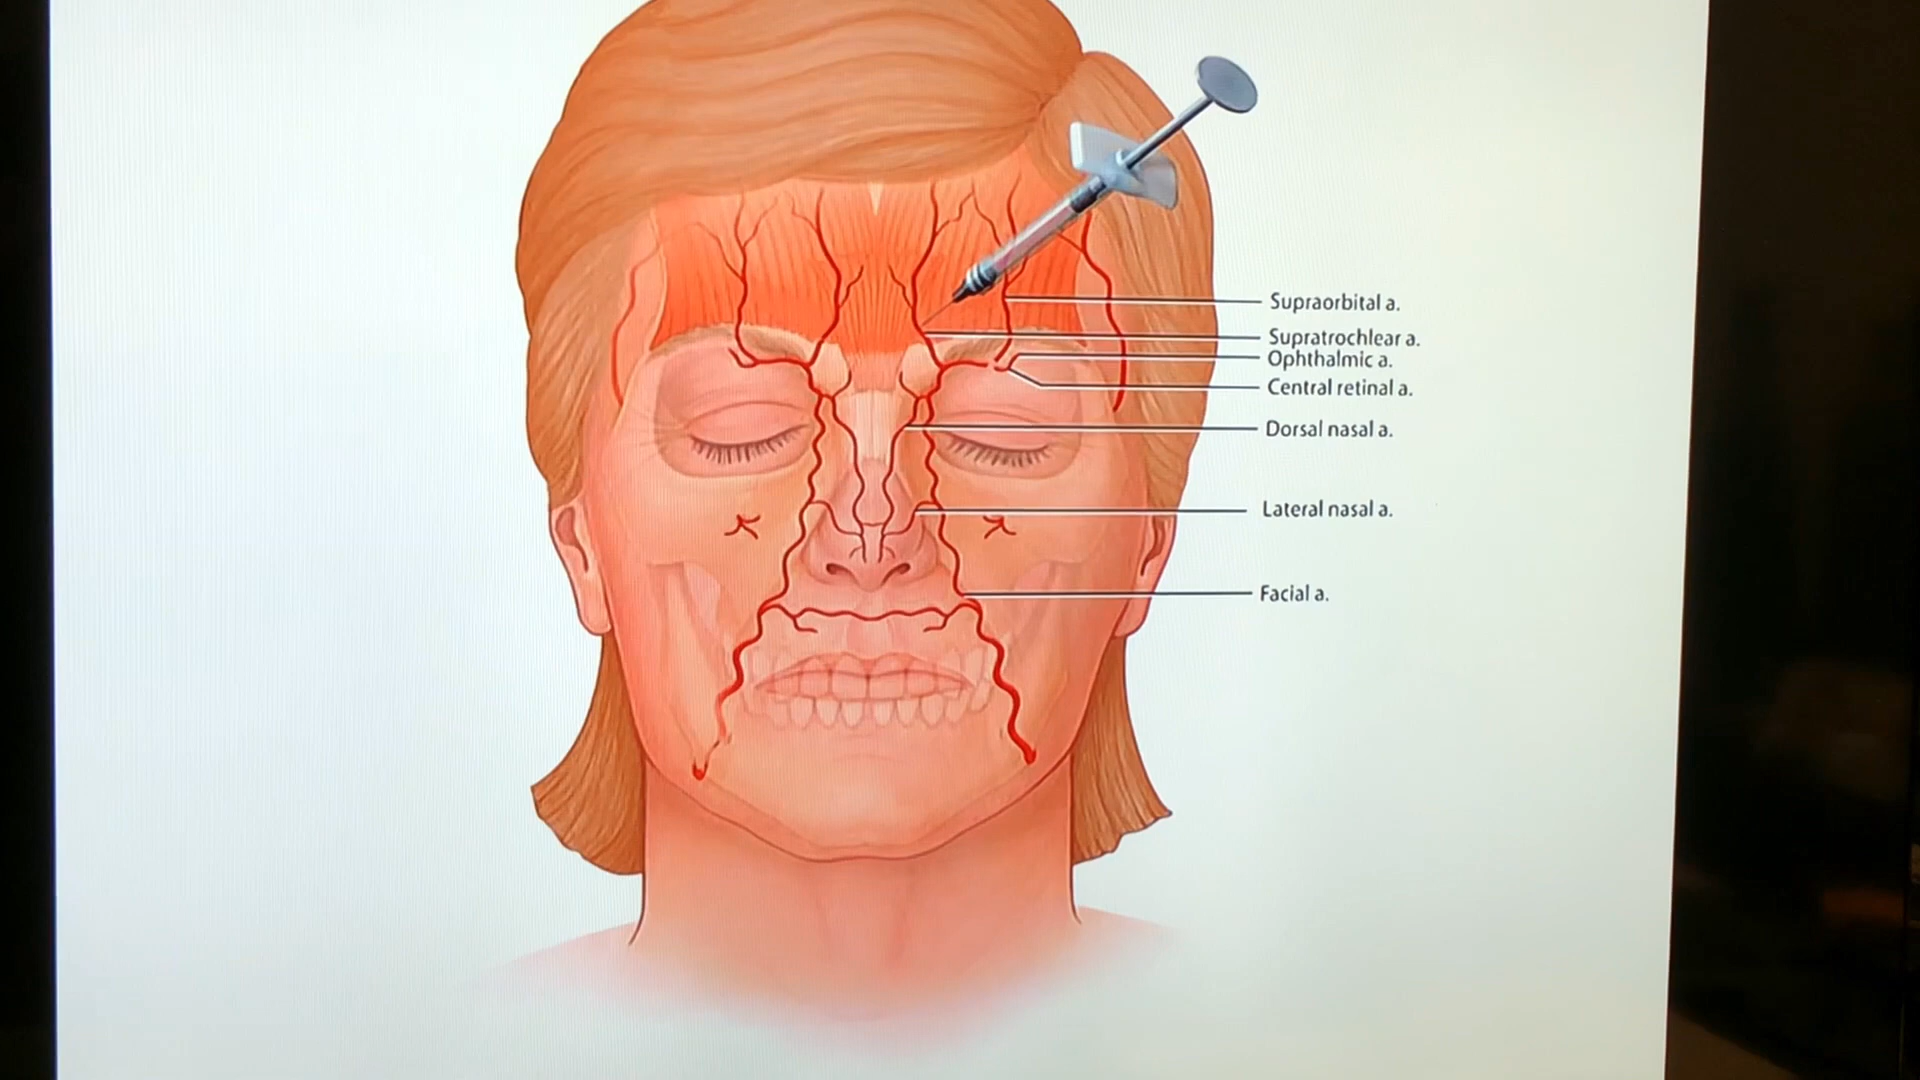 Supraorbital a.
Supratrochlear a.
Ophthalmic a.
Central retinal a.
Dorsal nasal a.
Lateral nasal a.
Facial a.